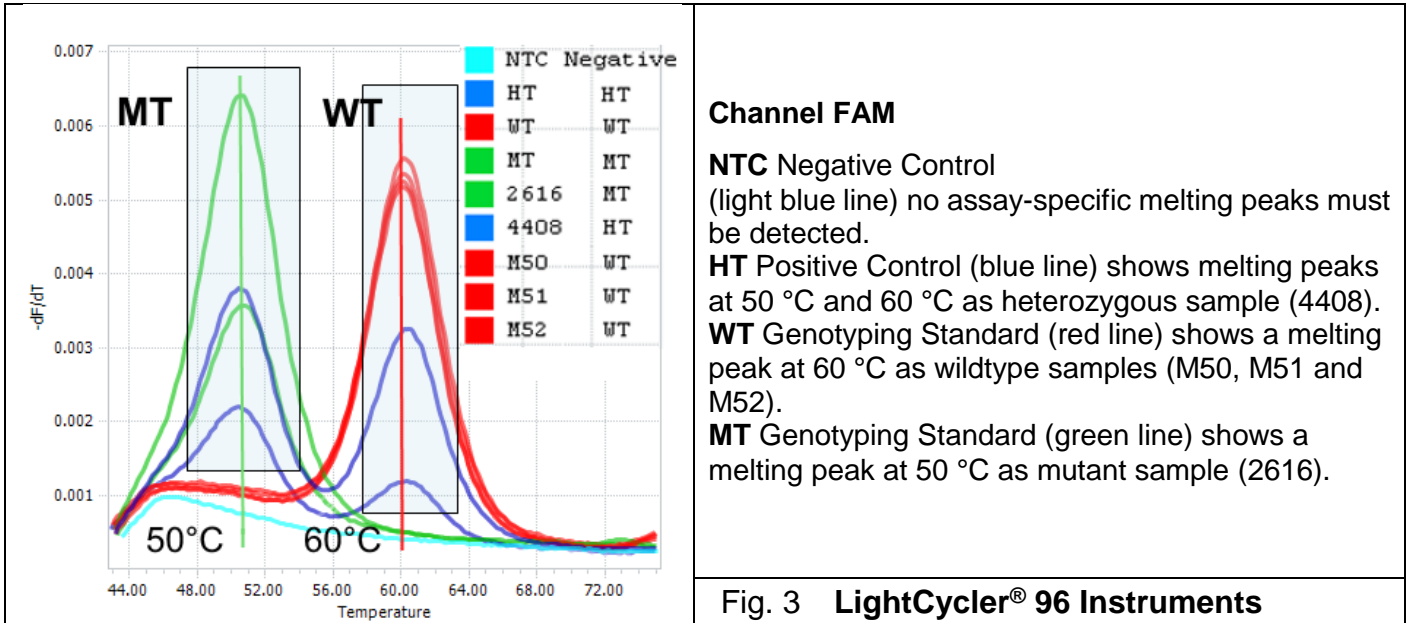 0.007
0.006
0.005
0.004
0.003
0.002
0.001
-dF/dT
MT
WT
50°C
60°C
44.00 48.00 52.00 56.00 60.00 64.00 68.00 72.00
Temperature
NTC Negative
HT HT
WT WT
MT MT
2616 MT
4408 HT
M50 WT
M51 WT
M52 WT
Channel FAM
NTC Negative Control
(light blue line) no assay-specific melting peaks must
be detected.
HT Positive Control (blue line) shows melting peaks
at 50 °C and 60 °C as heterozygous sample (4408).
WT Genotyping Standard (red line) shows a melting
peak at 60 °C as wildtype samples (M50, M51 and
M52).
MT Genotyping Standard (green line) shows a
melting peak at 50 °C as mutant sample (2616).
Fig. 3 LightCycler® 96 Instruments